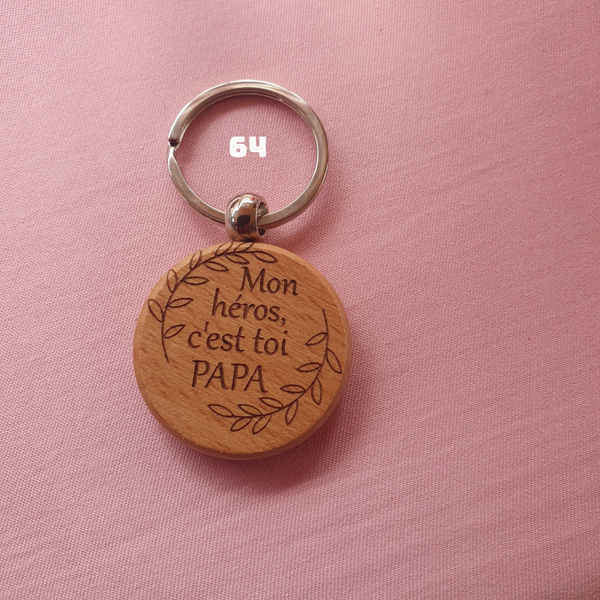 64
Mon
héros,
c'est toi
PAPA